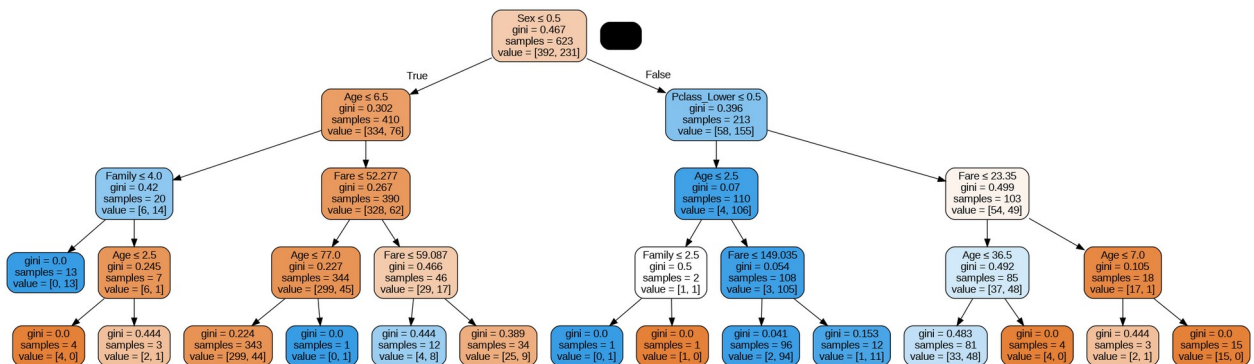 Sex ≤ 0.5
gini = 0.467
samples = 623
value = [392, 231]
True
False
Age ≤ 6.5
gini = 0.302
samples = 410
value = [334, 76]
Pclass_Lower ≤ 0.5
gini = 0.396
samples = 213
value = [58, 155]
Family ≤ 4.0
gini = 0.42
samples = 20
value = [6, 14]
Fare ≤ 52.277
gini = 0.267
samples = 390
value = [328, 62]
Age ≤ 2.5
gini = 0.07
samples = 110
value = [4, 106]
Fare ≤ 23.35
gini = 0.499
samples = 103
value = [54, 49]
gini = 0.0
samples = 13
value = [0, 13]
Age ≤ 2.5
gini = 0.245
samples = 7
value = [6, 1]
Age ≤ 77.0
gini = 0.227
samples = 344
value = [299, 45]
Fare ≤ 59.087
gini = 0.466
samples = 46
value = [29, 17]
Family ≤ 2.5
gini = 0.5
samples = 2
value = [1, 1]
Fare ≤ 149.035
gini = 0.054
samples = 108
value = [3, 105]
Age ≤ 36.5
gini = 0.492
samples = 85
value = [37, 48]
Age ≤ 7.0
gini = 0.105
samples = 18
value = [17, 1]
gini = 0.0
samples = 4
value = [4, 0]
gini = 0.444
samples = 3
value = [2, 1]
gini = 0.224
samples = 343
value = [299, 44]
gini = 0.0
samples = 1
value = [0, 1]
gini = 0.444
samples = 12
value = [4, 8]
gini = 0.389
samples = 34
value = [25, 9]
gini = 0.0
samples = 1
value = [0, 1]
gini = 0.0
samples = 1
value = [1, 0]
gini = 0.041
samples = 96
value = [2, 94]
gini = 0.153
samples = 12
value = [1, 11]
gini = 0.483
samples = 81
value = [33, 48]
gini = 0.0
samples = 4
value = [4, 0]
gini = 0.444
samples = 3
value = [2, 1]
gini = 0.0
samples = 15
value = [15, 0]